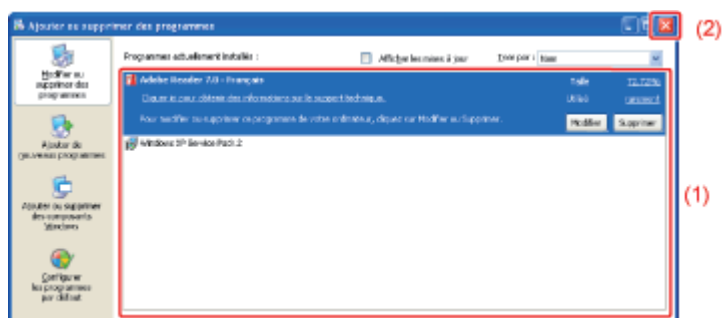 Ajouter ou supprimer des programmes
(2)
Modifier ou
supprimer des
programmes
Programmes actuellement installés :
Afficher les mises à jour
Trier par : Nom
Adobe Reader 7.0 - Français
Taille
Cliquer ici pour obtenir des informations sur le support technique.
Utilisé
rarement
Pour modifier ou supprimer ce programme de votre ordinateur, cliquez sur Modifier ou Supprimer.
Modifier
Supprimer
Windows XP Service Pack 2
Ajouter de
nouveaux programmes
Ajouter ou supprimer
des composants
Windows
(1)
Configurer
les programmes
par défaut